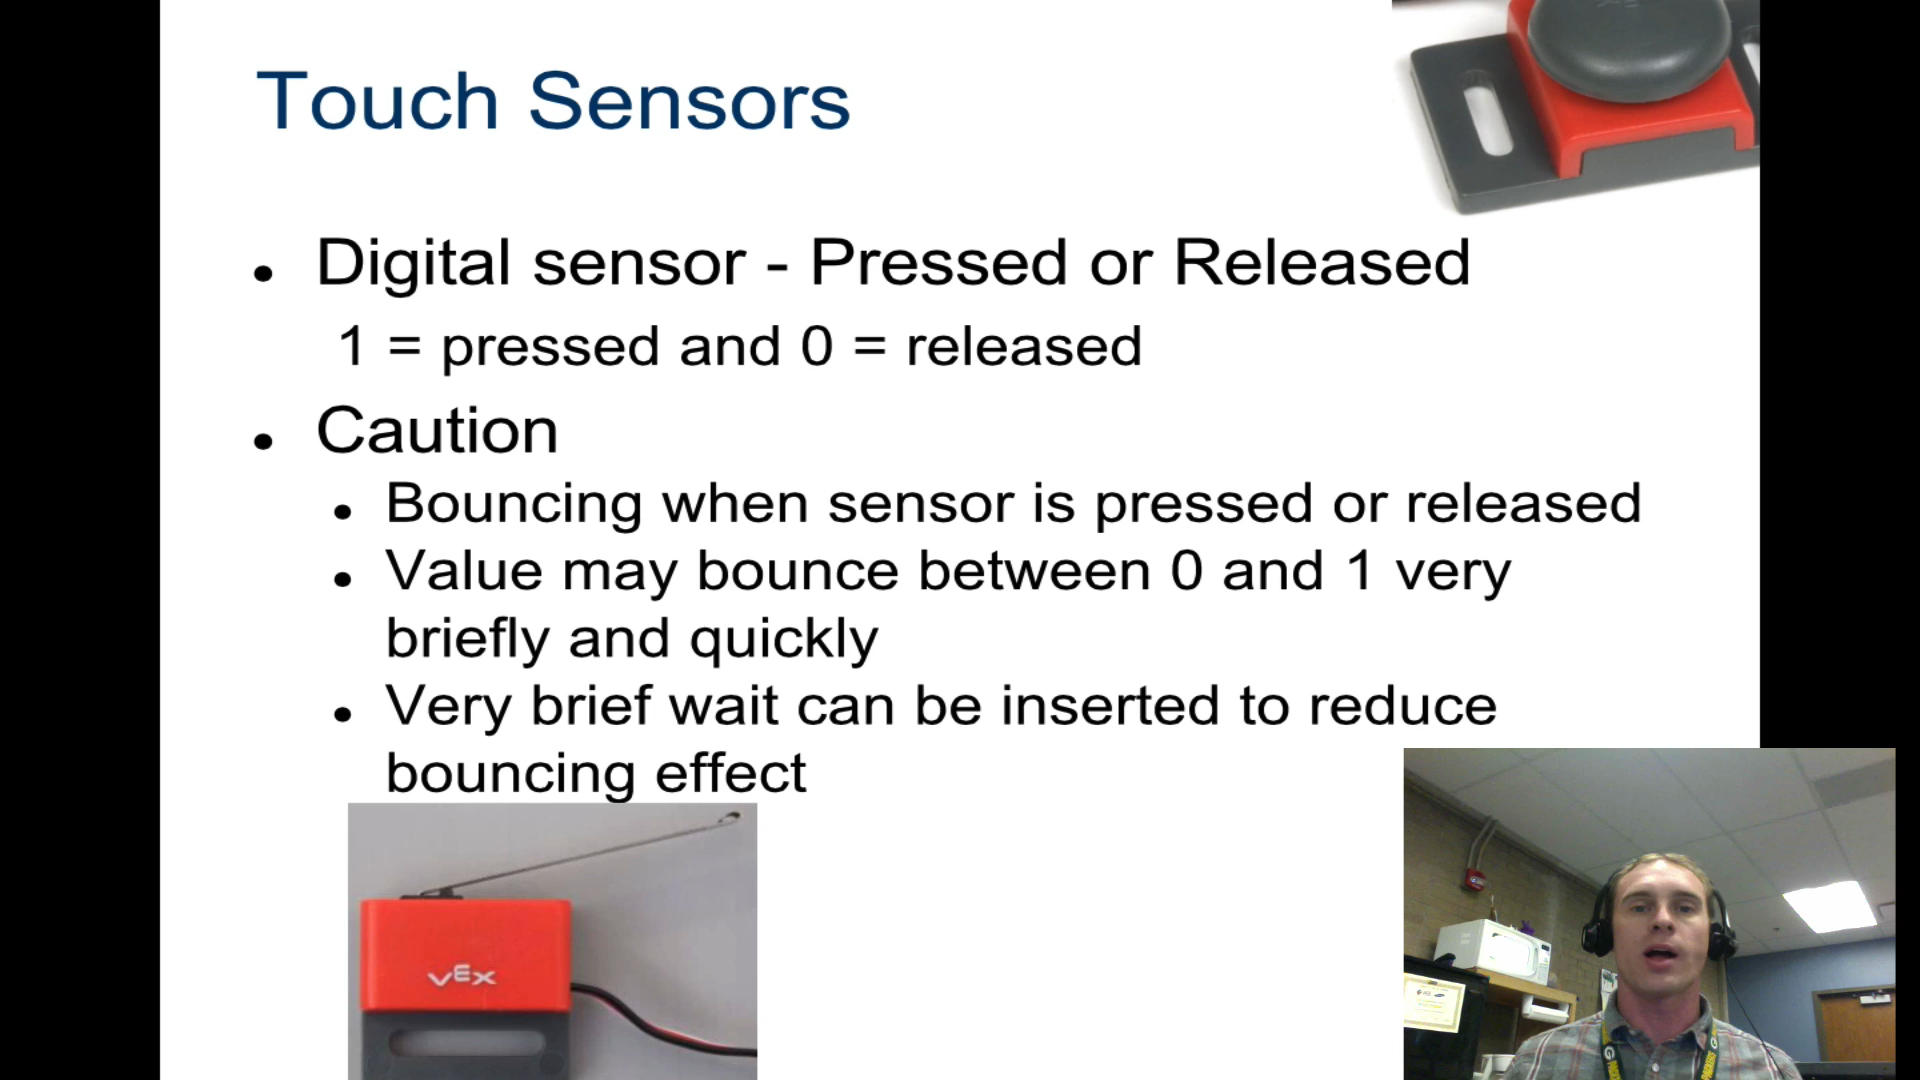 Touch Sensors
Digital sensor - Pressed or Released
1 = pressed and 0 = released
Caution
Bouncing when sensor is pressed or released
Value may bounce between 0 and 1 very
briefly and quickly
Very brief wait can be inserted to reduce
bouncing effect
VEX